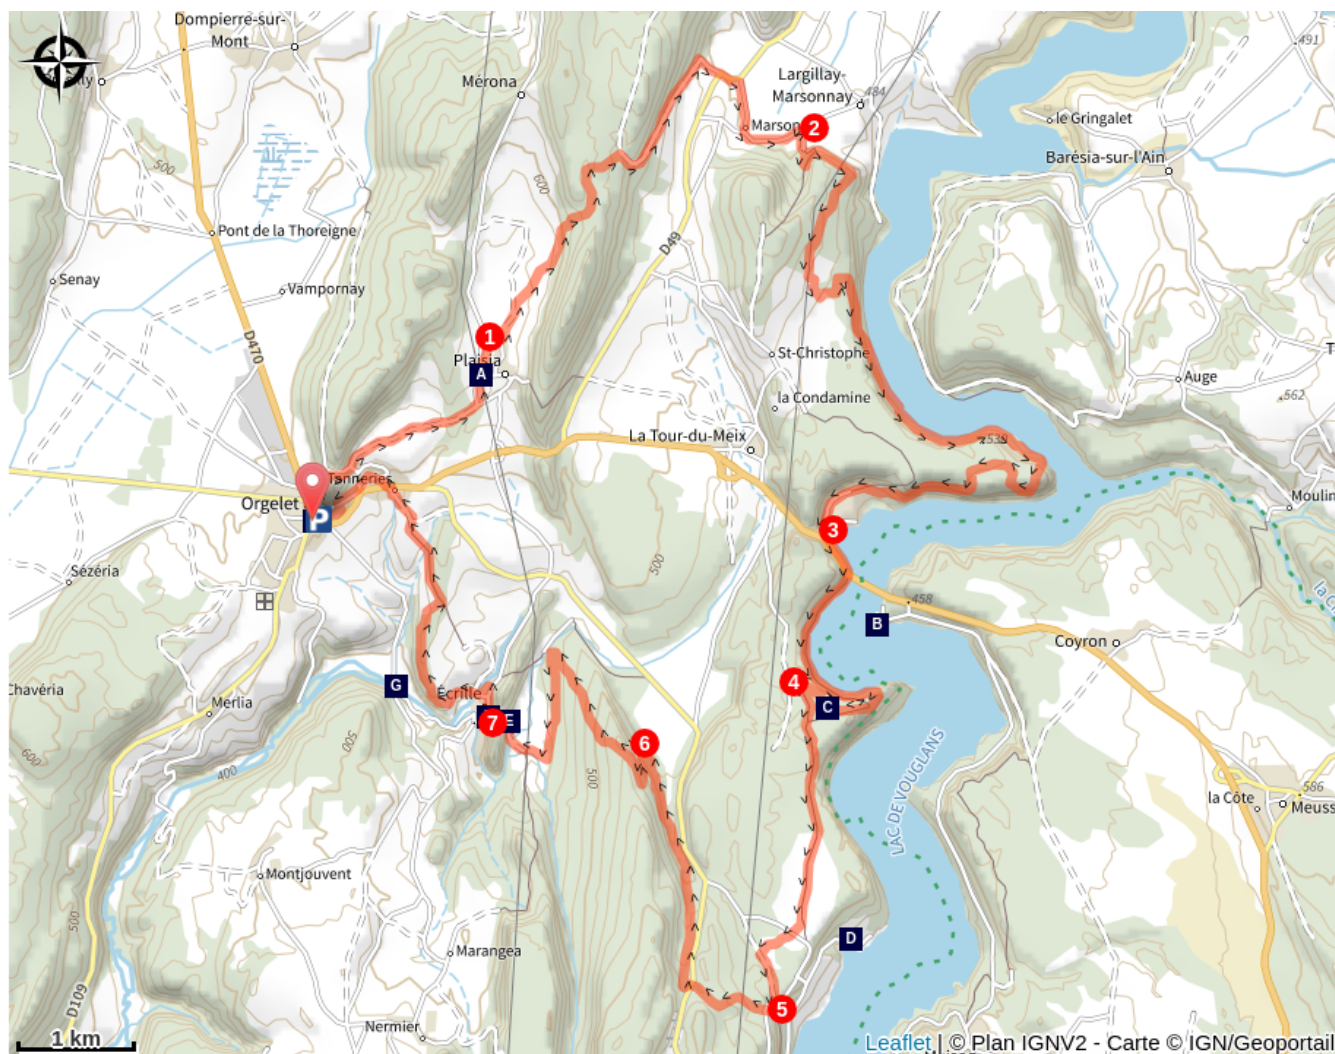 Dompierre-sur-
Mont
Mérona
Largillay-
Marsonnay
484
491
le Gringalet
Barésia-sur-l'Ain
2
500
600
Pont de la Thoreigne
D49
Senay
Vampornay
D470
1
Plaisia
A
St-Christophe
la Condamine
Auge
562
La Tour-du-Meix
535
Tanneries
Orgelet
P
Moulin
3
500
Sézéria
458
B
Coyron
G
Écrille
4
C
Chavéria
Merlia
7
E
6
500
600
400
500
LAC DE VOUGLANS
586
la Côte
Meuss
Montjouvent
500
D
Marangea
D109
5
Nermier
1 km
Leaflet | © Plan IGNV2 - Carte © IGN/Geoportail